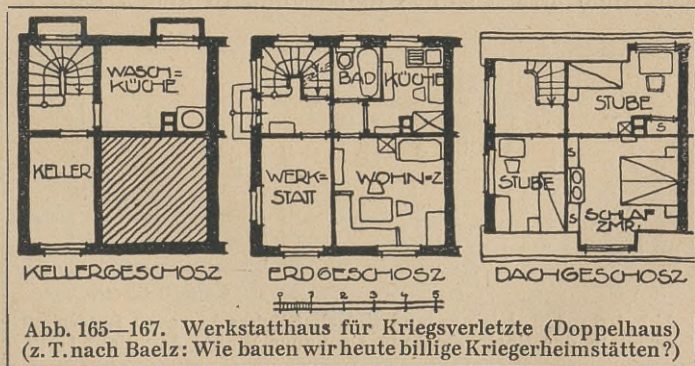 WASCH=
KÜCHE
KELLER
KELLERGESCHOSZ
BAD
KÜCHE
WERK=
STATT
WOHN=Z
ERDGESCHOSZ
0 1 2 3 4 5
STUBE
S
STUBE
S
S
SCHLAF
ZMR.
DACHGESCHOSZ
Abb. 165—167. Werkstatthaus für Kriegsverletzte (Doppelhaus)
(z. T. nach Baelz: Wie bauen wir heute billige Kriegerheimstätten?)